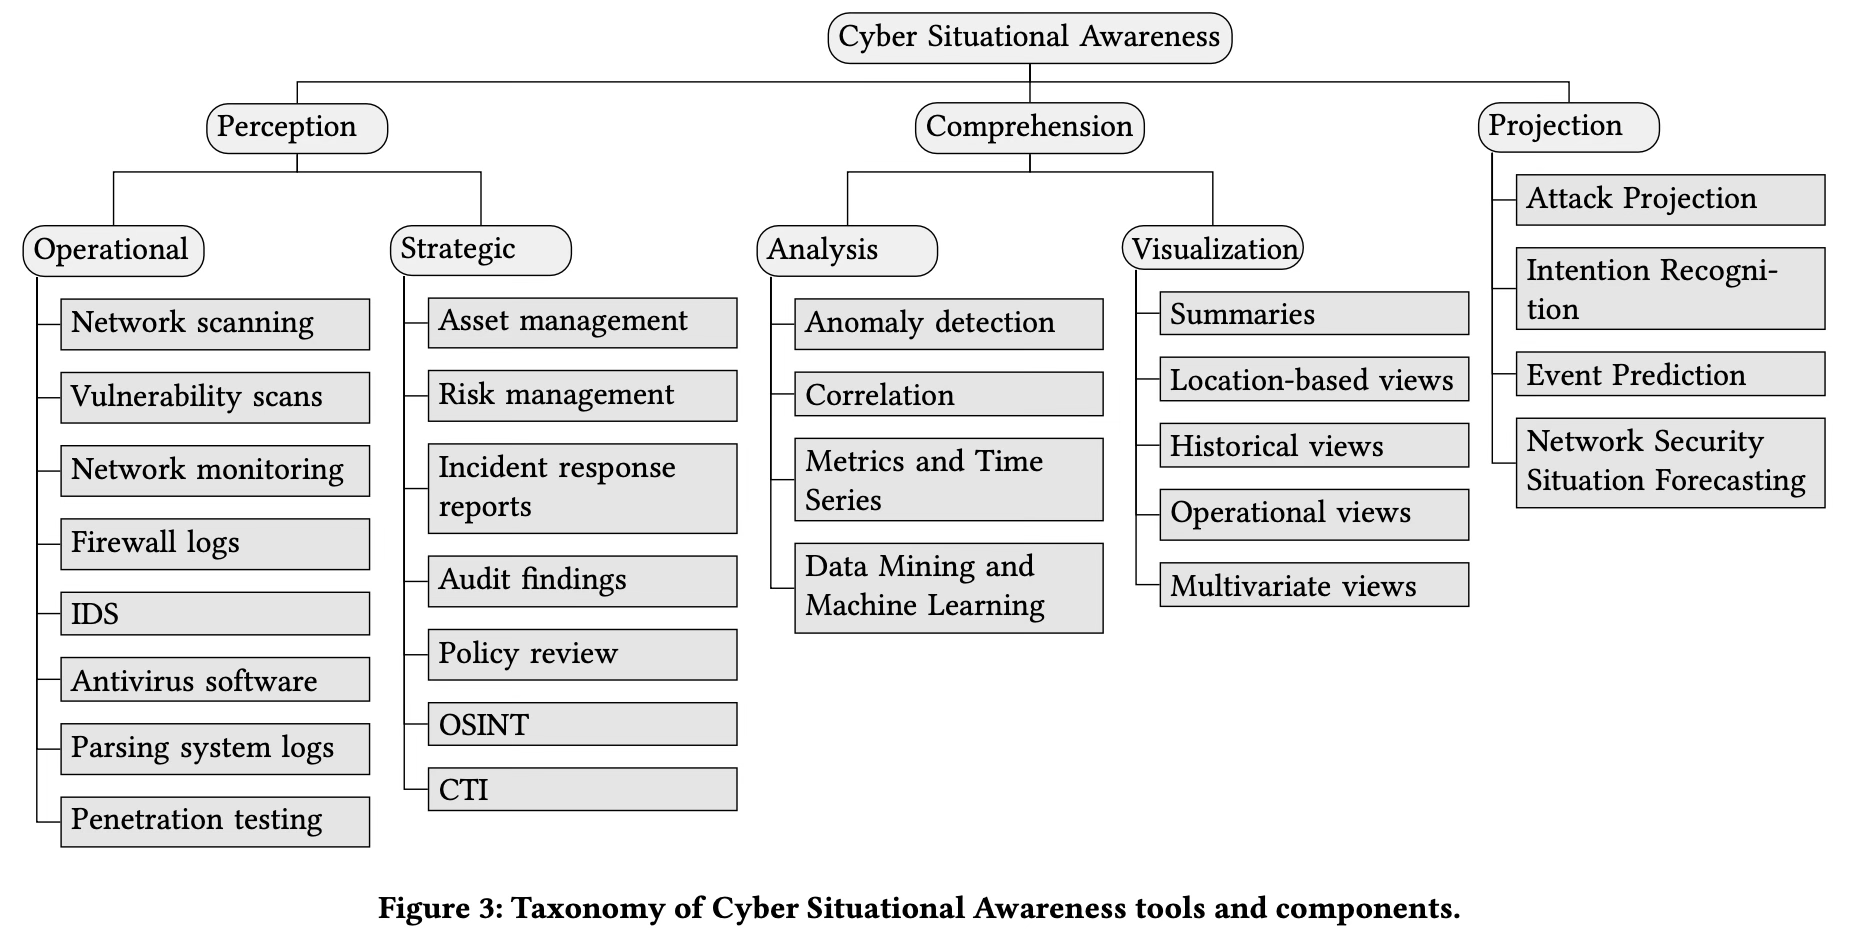 Cyber Situational Awareness
Perception
Comprehension
Projection
Operational
Network scanning
Vulnerability scans
Network monitoring
Firewall logs
IDS
Antivirus software
Parsing system logs
Penetration testing
Strategic
Asset management
Risk management
Incident response
reports
Audit findings
Policy review
OSINT
CTI
Analysis
Anomaly detection
Correlation
Metrics and Time
Series
Data Mining and
Machine Learning
Visualization
Summaries
Location-based views
Historical views
Operational views
Multivariate views
Attack Projection
Intention Recogni-
tion
Event Prediction
Network Security
Situation Forecasting
Figure 3: Taxonomy of Cyber Situational Awareness tools and components.